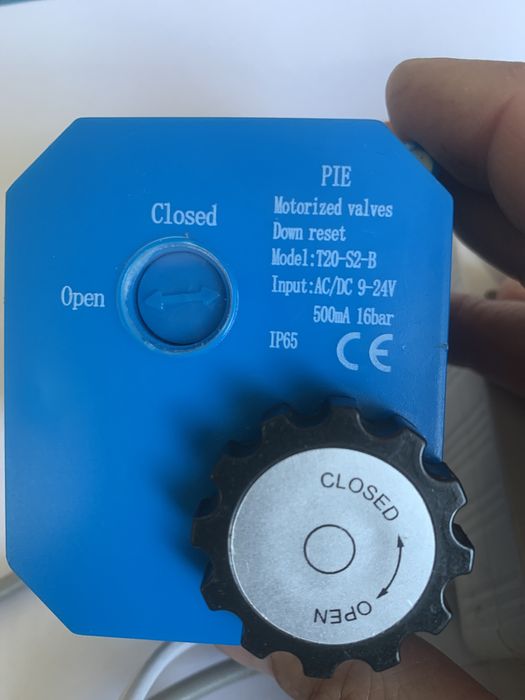 PIE
Motorized valves
Down reset
Model:T20-S2-B
Input:AC/DC 9-24V
500mA 16bar
IP65 CE
Closed
Open
CLOSED
OPEN